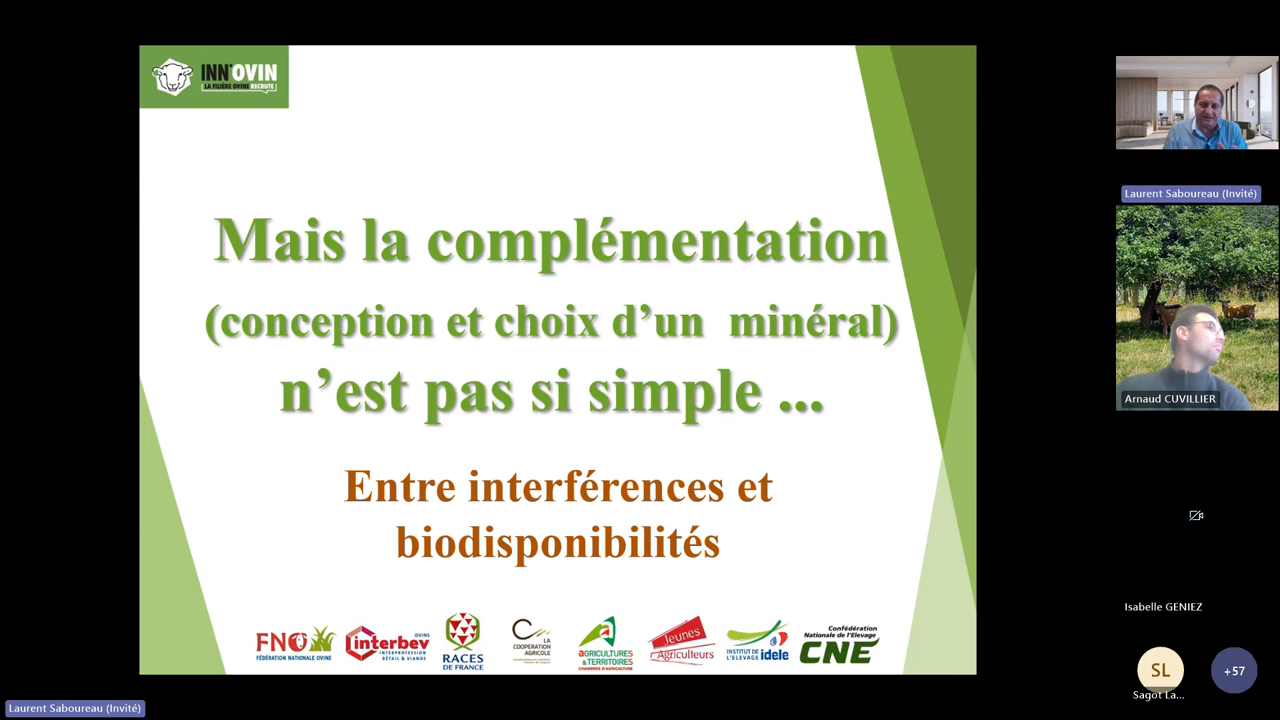 INN'OVIN
LA FILIÈRE OVINE RECRUTE !
Mais la complémentation
(conception et choix d’un minéral)
n’est pas si simple ...
Entre interférences et
biodisponibilités
FNO
FÉDÉRATION NATIONALE OVINE
interbev OVINS
INTERPROFESSION
BÉTAIL & VIANDE
RACES
DE FRANCE
LA
COOPÉRATION
AGRICOLE
AGRICULTURES
& TERRITOIRES
CHAMBRES D'AGRICULTURE
Jeunes
Agriculteurs
INSTITUT DE
L'ELEVAGE idele
Confédération
Nationale de l'Elevage
CNE
Laurent Saboureau (Invité)
Arnaud CUVILLIER
Isabelle GENIEZ
SL
+57
Sagot La...
Laurent Saboureau (Invité)